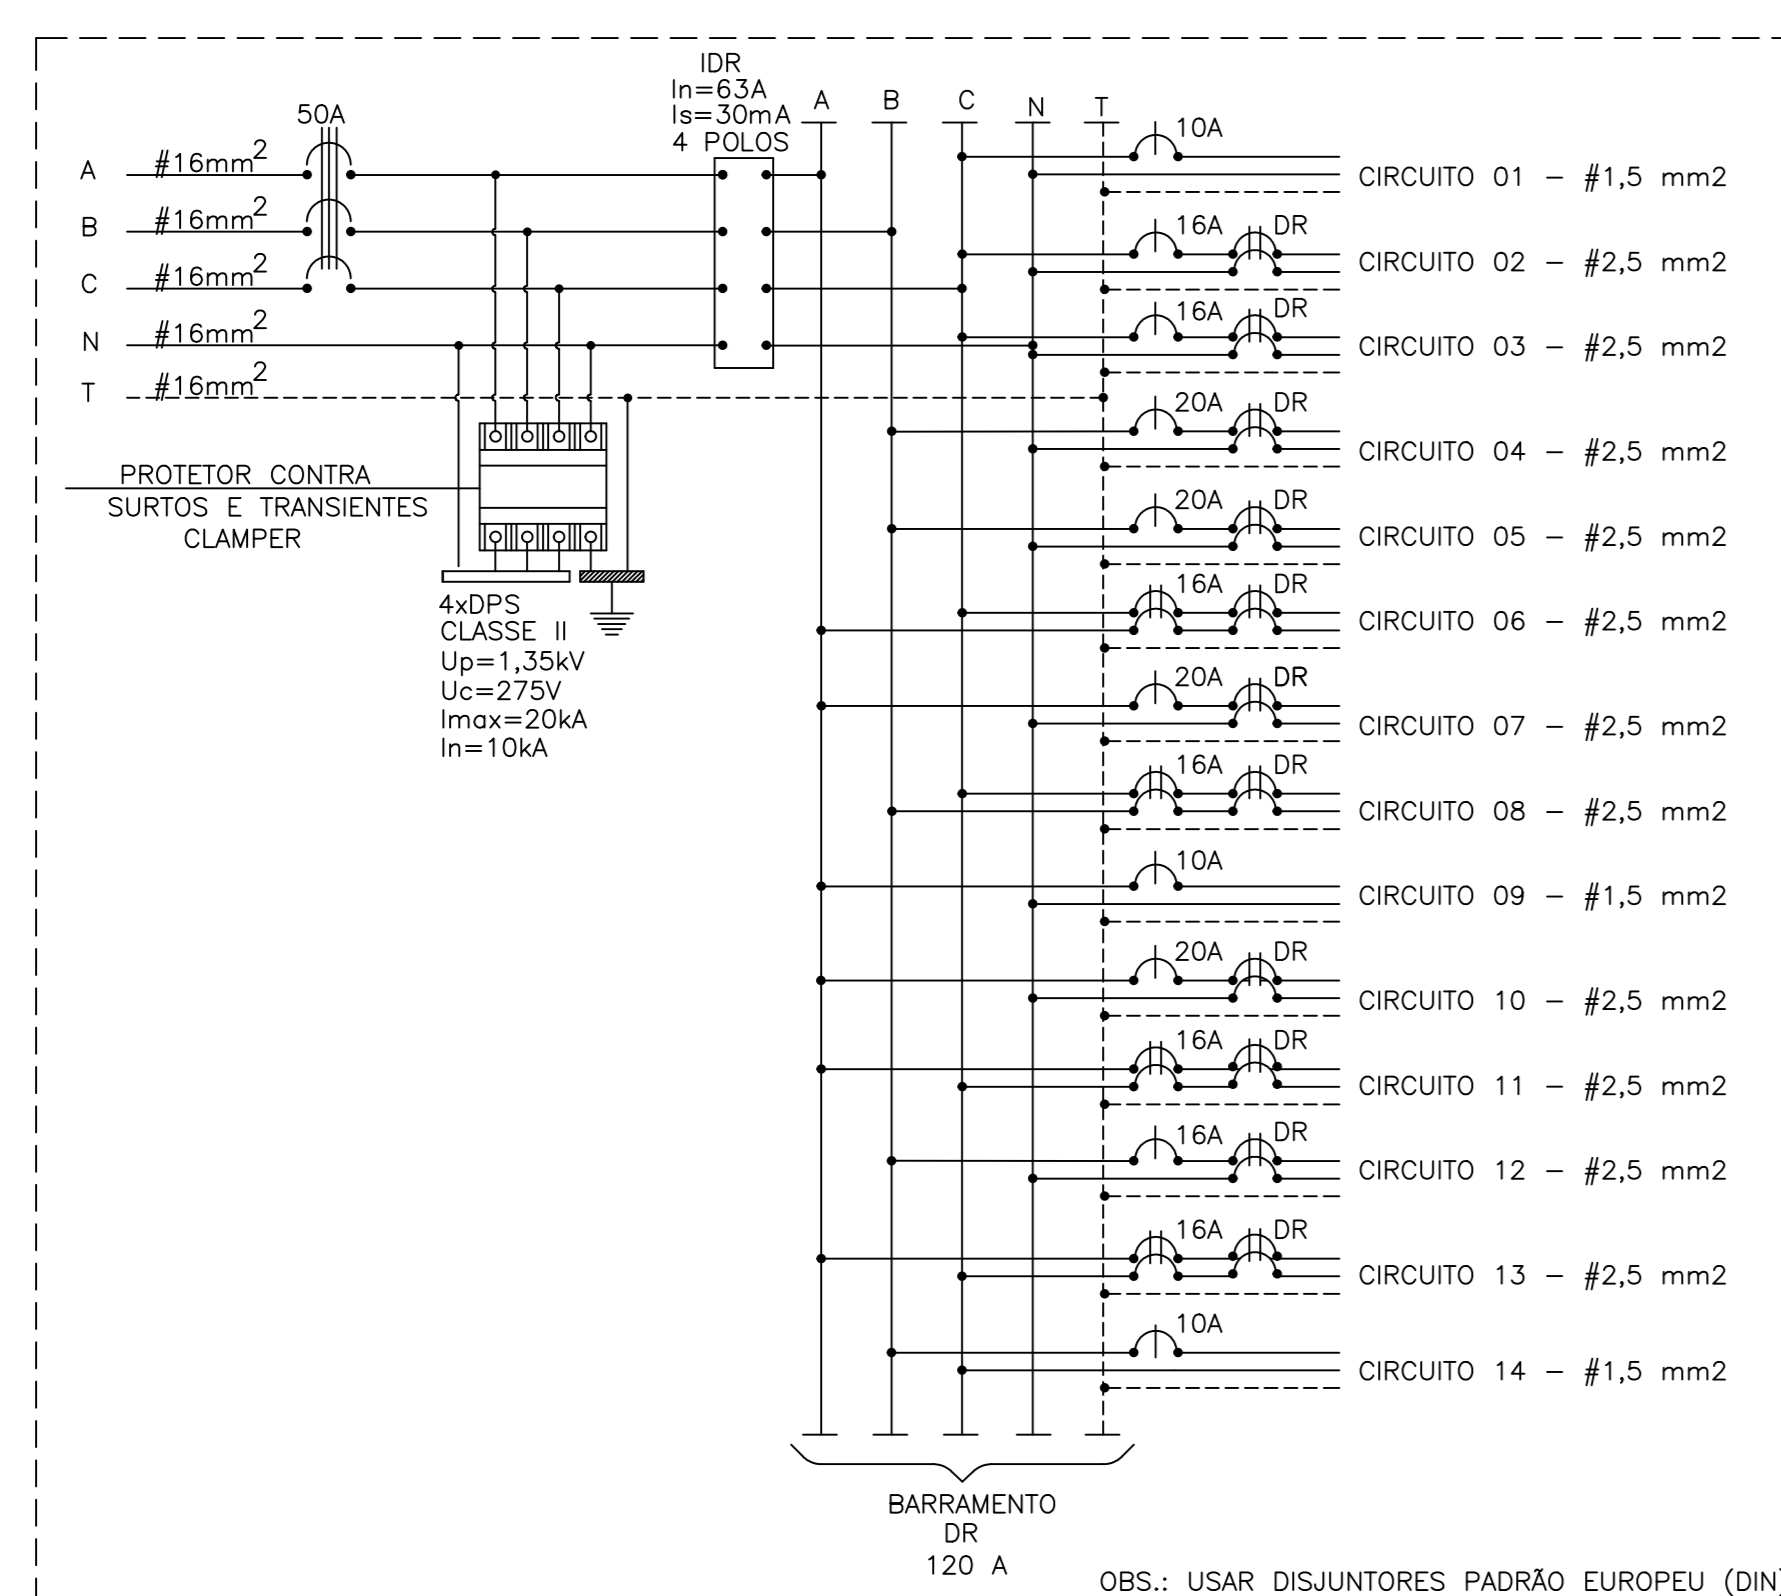 50A
A #16mm²
B #16mm²
C #16mm²
N #16mm²
T #16mm²
PROTETOR CONTRA
SURTOS E TRANSIENTES
CLAMPER
4xDPS
CLASSE II
Up=1,35kV
Uc=275V
Imax=20kA
In=10kA
IDR
In=63A
Is=30mA
4 POLOS
A B C N T
10A
CIRCUITO 01 – #1,5 mm2
16A DR
CIRCUITO 02 – #2,5 mm2
16A DR
CIRCUITO 03 – #2,5 mm2
20A DR
CIRCUITO 04 – #2,5 mm2
20A DR
CIRCUITO 05 – #2,5 mm2
16A DR
CIRCUITO 06 – #2,5 mm2
20A DR
CIRCUITO 07 – #2,5 mm2
16A DR
CIRCUITO 08 – #2,5 mm2
10A
CIRCUITO 09 – #1,5 mm2
20A DR
CIRCUITO 10 – #2,5 mm2
16A DR
CIRCUITO 11 – #2,5 mm2
16A DR
CIRCUITO 12 – #2,5 mm2
16A DR
CIRCUITO 13 – #2,5 mm2
10A
CIRCUITO 14 – #1,5 mm2
BARRAMENTO
DR
120 A
OBS.: USAR DISJUNTORES PADRÃO EUROPEU (DIN)